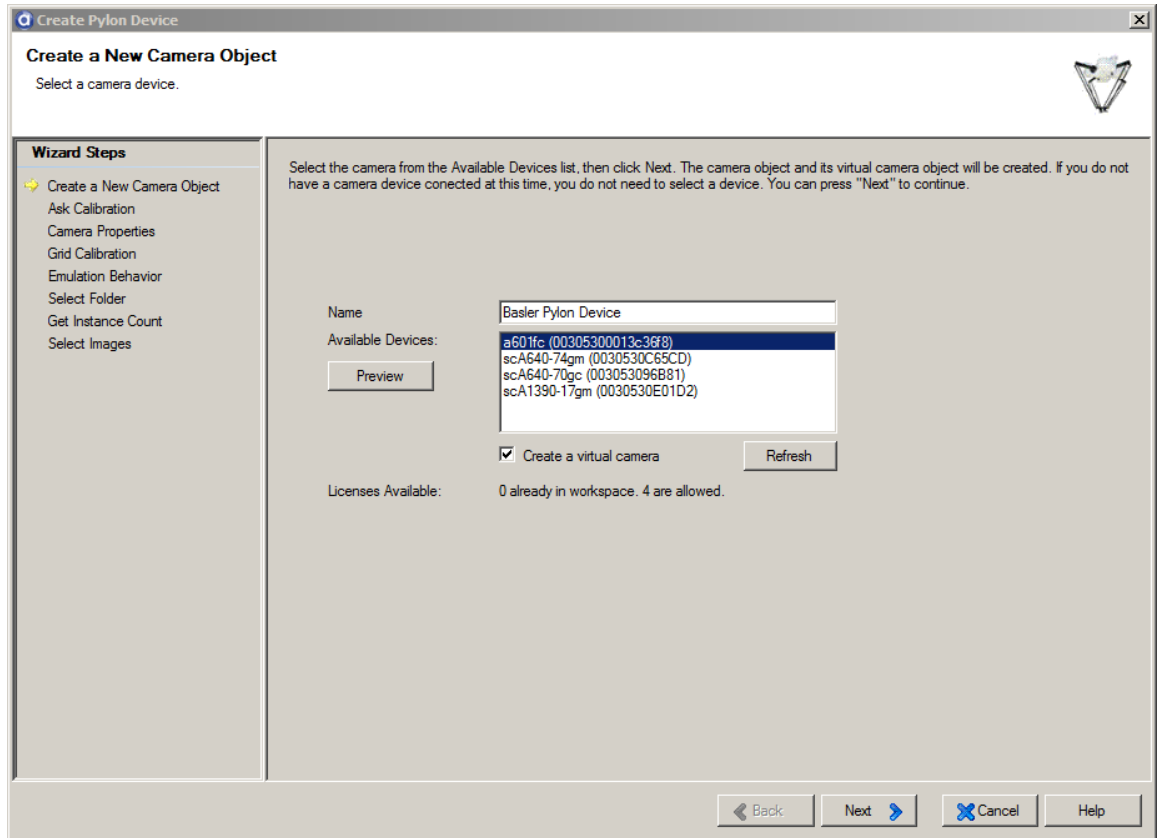 Create Pylon Device
Create a New Camera Object
Select a camera device.
Wizard Steps
Create a New Camera Object
Ask Calibration
Camera Properties
Grid Calibration
Emulation Behavior
Select Folder
Get Instance Count
Select Images
Select the camera from the Available Devices list, then click Next. The camera object and its virtual camera object will be created. If you do not
have a camera device conected at this time, you do not need to select a device. You can press "Next" to continue.
Name
Basler Pylon Device
Available Devices:
Preview
a601fc (00305300013c36f8)
scA640-74gm (0030530C65CD)
scA640-70gc (003053096B81)
scA1390-17gm (0030530E01D2)
Create a virtual camera
Refresh
Licenses Available:
0 already in workspace. 4 are allowed.
Back
Next
Cancel
Help